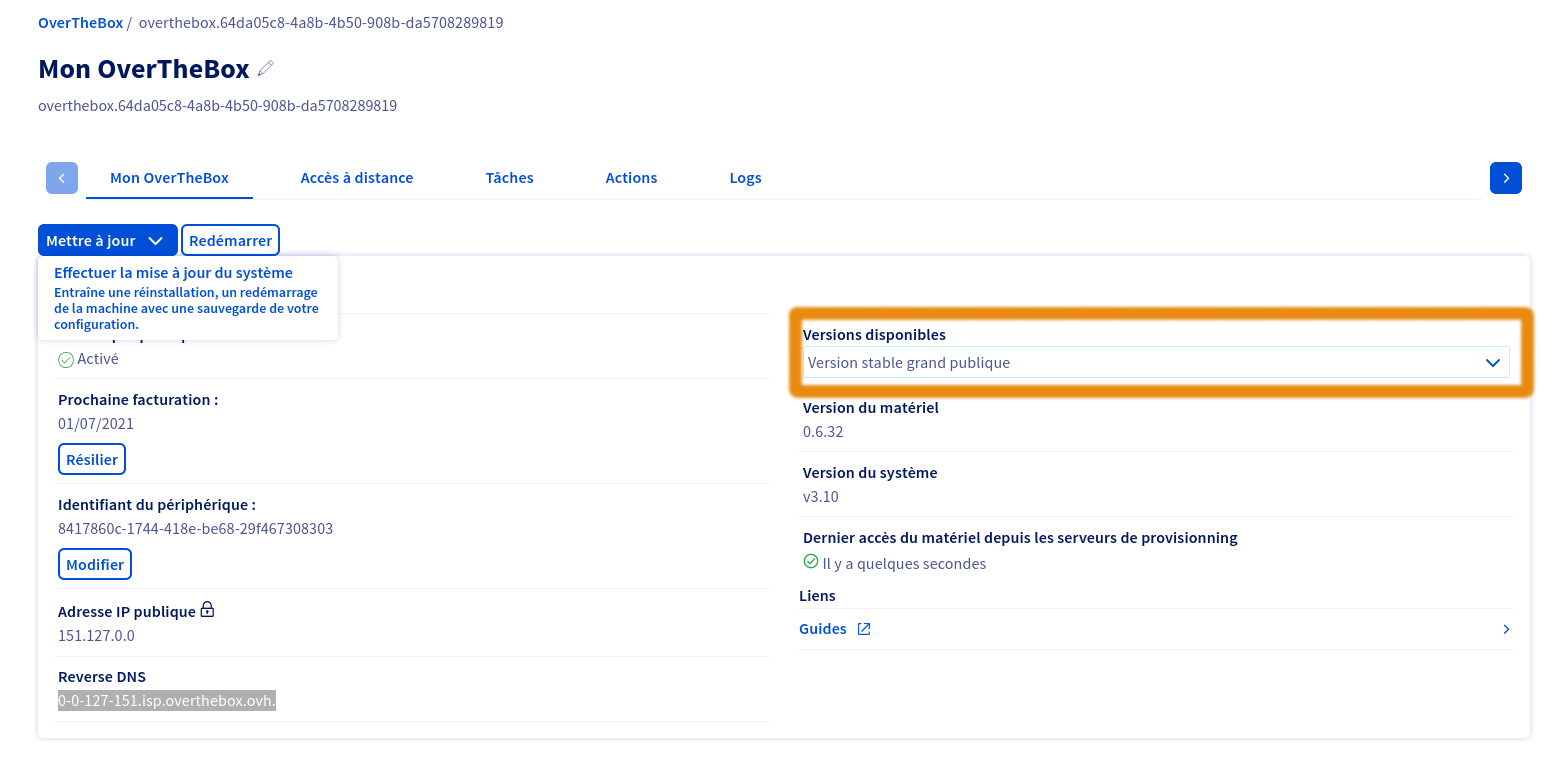 OverTheBox / overthebox.64da05c8-4a8b-4b50-908b-da5708289819
Mon OverTheBox
overthebox.64da05c8-4a8b-4b50-908b-da5708289819
Mon OverTheBox
Accès à distance
Tâches
Actions
Logs
Mettre à jour
Redémarrer
Effectuer la mise à jour du système
Entraîne une réinstallation, un redémarrage
de la machine avec une sauvegarde de votre
configuration.
Activé
Prochaine facturation :
01/07/2021
Résilier
Identifiant du périphérique :
8417860c-1744-418e-be68-29f467308303
Modifier
Adresse IP publique
151.127.0.0
Reverse DNS
0-0-127-151.isp.overthebox.ovh.
Versions disponibles
Version stable grand publique
Version du matériel
0.6.32
Version du système
v3.10
Dernier accès du matériel depuis les serveurs de provisionning
Il y a quelques secondes
Liens
Guides